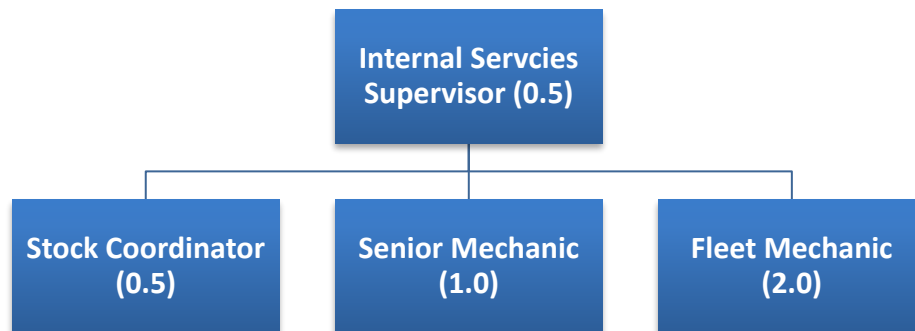 Internal Servcies
Supervisor (0.5)
Stock Coordinator
(0.5)
Senior Mechanic
(1.0)
Fleet Mechanic
(2.0)